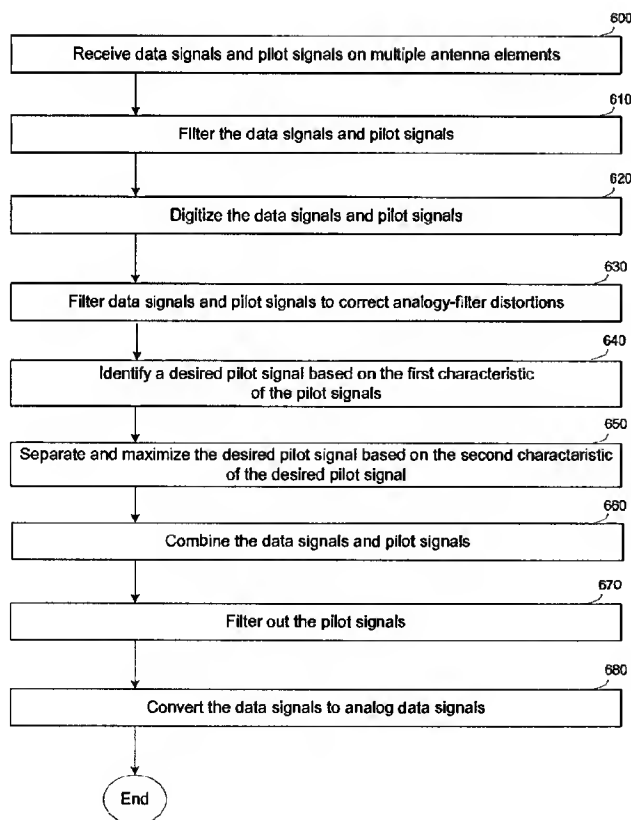 600
Receive data signals and pilot signals on multiple antenna elements
610
Filter the data signals and pilot signals
620
Digitize the data signals and pilot signals
630
Filter data signals and pilot signals to correct analogy-filter distortions
640
Identify a desired pilot signal based on the first characteristic
of the pilot signals
650
Separate and maximize the desired pilot signal based on the second characteristic
of the desired pilot signal
660
Combine the data signals and pilot signals
670
Filter out the pilot signals
680
Convert the data signals to analog data signals
End